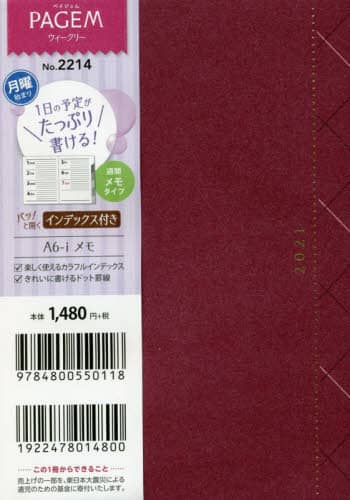 ペイジェム
PAGEM
ウィークリー
No.2214
月曜
始まり
1日の予定が
たっぷり
書ける!
週間
メモ
タイプ
パッ!
と開く
インデックス付き
A6-i メモ
楽しく使えるカラフルインデックス
きれいに書けるドット罫線
本体 1,480 円+税
9784800550118
1922478014800
この1冊からできること
売上げの一部を、東日本大震災による
遺児のための基金に寄付いたします。
2021